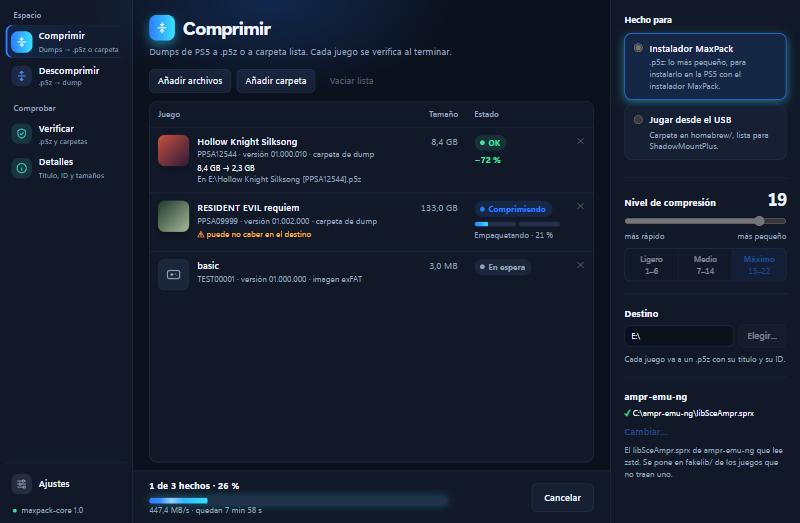 Espacio
Comprimir
Dumps → .p5z o carpeta
Descomprimir
.p5z → dump
Comprobar
Verificar
.p5z y carpetas
Detalles
Título, ID y tamaños
Ajustes
maxpack-core 1.0
Comprimir
Dumps de PS5 a .p5z o a carpeta lista. Cada juego se verifica al terminar.
Añadir archivos
Añadir carpeta
Vaciar lista
Juego
Tamaño
Estado
Hollow Knight Silksong
8,4 GB
OK
PPSA12544 · versión 01.000.010 · carpeta de dump
−72 %
8,4 GB → 2,3 GB
En E:\Hollow Knight Silksong [PPSA12544].p5z
RESIDENT EVIL requiem
133,0 GB
Comprimiendo
PPSA09999 · versión 01.002.000 · carpeta de dump
⚠ puede no caber en el destino
Empaquetando · 21 %
basic
3,0 MB
En espera
TEST00001 · versión 01.000.000 · imagen exFAT
1 de 3 hechos · 26 %
447,4 MB/s · quedan 7 min 58 s
Cancelar
Hecho para
Instalador MaxPack
.p5z: lo más pequeño, para
instalarlo en la PS5 con el
instalador MaxPack.
Jugar desde el USB
Carpeta en homebrew/, lista para
ShadowMountPlus.
Nivel de compresión
19
más rápido
más pequeño
Ligero
1–6
Medio
7–14
Máximo
15–22
Destino
E:\
Elegir...
Cada juego va a un .p5z con su título y su ID.
ampr-emu-ng
✓ C:\ampr-emu-ng\libSceAmpr.sprx
Cambiar...
El libSceAmpr.sprx de ampr-emu-ng que lee
zstd. Se pone en fakelib/ de los juegos que
no traen uno.